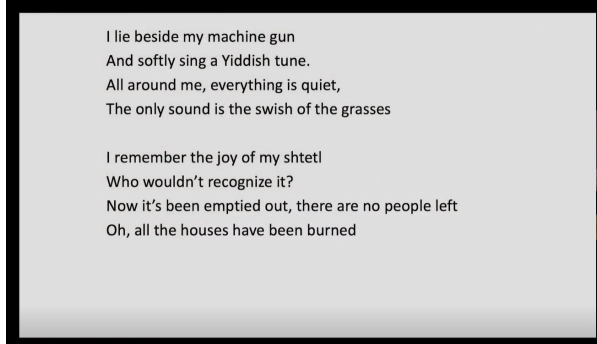 I lie beside my machine gun
And softly sing a Yiddish tune.
All around me, everything is quiet,
The only sound is the swish of the grasses
I remember the joy of my shtetl
Who wouldn't recognize it?
Now it's been emptied out, there are no people left
Oh, all the houses have been burned